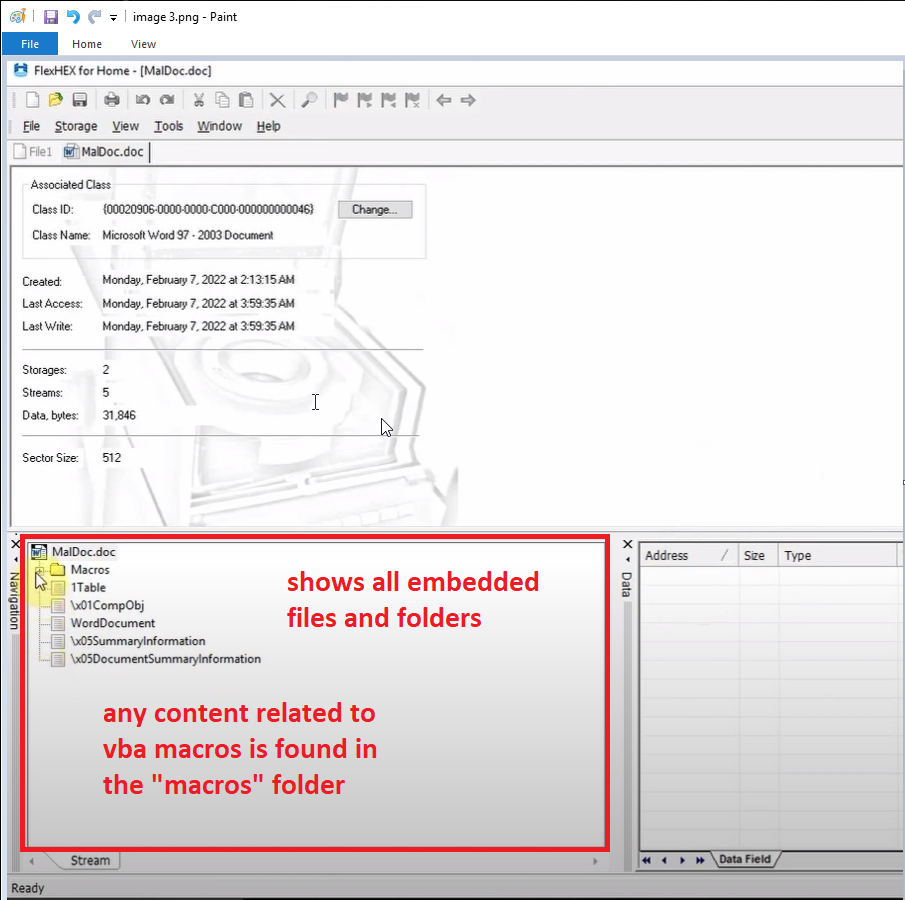 image 3.png - Paint
File Home View
FlexHEX for Home - [MalDoc.doc]
File Storage View Tools Window Help
File1 MalDoc.doc
Associated Class
Class ID: {00020906-0000-0000-C000-000000000046} Change...
Class Name: Microsoft Word 97 - 2003 Document
Created: Monday, February 7, 2022 at 2:13:15 AM
Last Access: Monday, February 7, 2022 at 3:59:35 AM
Last Write: Monday, February 7, 2022 at 3:59:35 AM
Storages: 2
Streams: 5
Data, bytes: 31,846
Sector Size: 512
Navigation
MalDoc.doc
Macros
1Table
\x01CompObj
WordDocument
\x05SummaryInformation
\x05DocumentSummaryInformation
shows all embedded
files and folders
any content related to
vba macros is found in
the "macros" folder
Stream
Data
Address / Size Type
Data Field
Ready